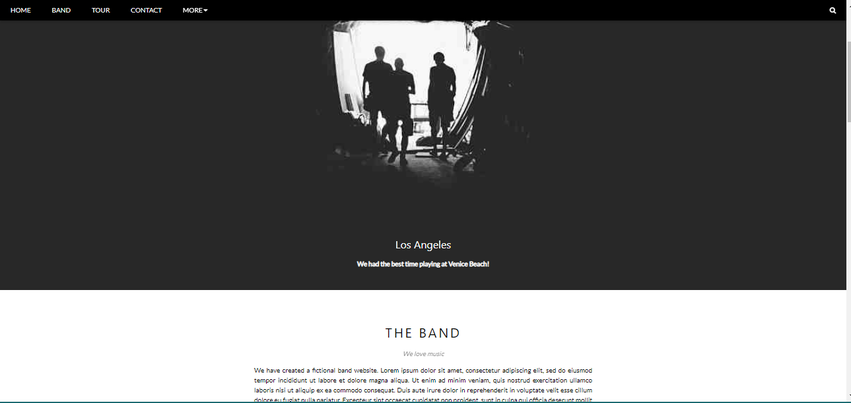 HOME BAND TOUR CONTACT MORE
Los Angeles
We had the best time playing at Venice Beach!
THE BAND
We love music
We have created a fictional band website. Lorem ipsum dolor sit amet, consectetur adipiscing elit, sed do eiusmod
tempor incididunt ut labore et dolore magna aliqua. Ut enim ad minim veniam, quis nostrud exercitation ullamco
laboris nisi ut aliquip ex ea commodo consequat. Duis aute irure dolor in reprehenderit in voluptate velit esse cillum
dolore eu fugiat nulla pariatur. Excepteur sint occaecat cupidatat non proident, sunt in culpa qui officia deserunt mollit